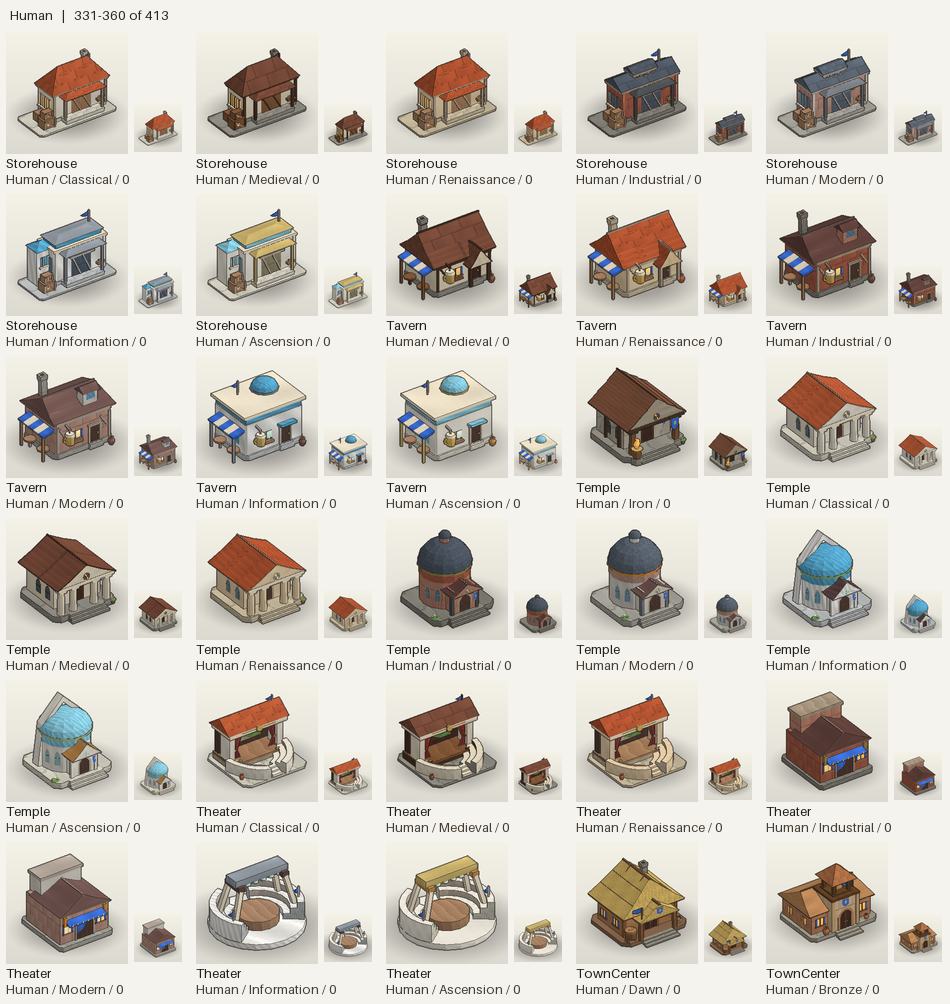 Human | 331-360 of 413
Storehouse
Human / Classical / 0
Storehouse
Human / Medieval / 0
Storehouse
Human / Renaissance / 0
Storehouse
Human / Industrial / 0
Storehouse
Human / Modern / 0
Storehouse
Human / Information / 0
Storehouse
Human / Ascension / 0
Tavern
Human / Medieval / 0
Tavern
Human / Renaissance / 0
Tavern
Human / Industrial / 0
Tavern
Human / Modern / 0
Tavern
Human / Information / 0
Tavern
Human / Ascension / 0
Temple
Human / Iron / 0
Temple
Human / Classical / 0
Temple
Human / Medieval / 0
Temple
Human / Renaissance / 0
Temple
Human / Industrial / 0
Temple
Human / Modern / 0
Temple
Human / Information / 0
Temple
Human / Ascension / 0
Theater
Human / Classical / 0
Theater
Human / Medieval / 0
Theater
Human / Renaissance / 0
Theater
Human / Industrial / 0
Theater
Human / Modern / 0
Theater
Human / Information / 0
Theater
Human / Ascension / 0
TownCenter
Human / Dawn / 0
TownCenter
Human / Bronze / 0